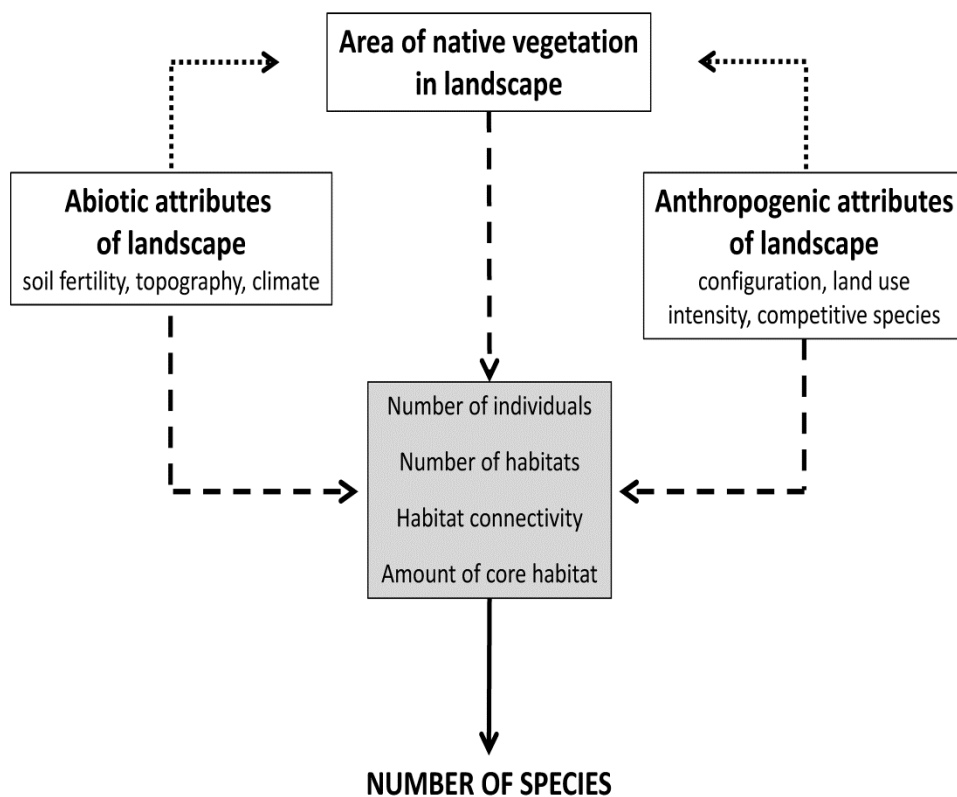 Area of native vegetation
in landscape
Abiotic attributes
of landscape
soil fertility, topography, climate
Anthropogenic attributes
of landscape
configuration, land use
intensity, competitive species
Number of individuals
Number of habitats
Habitat connectivity
Amount of core habitat
NUMBER OF SPECIES